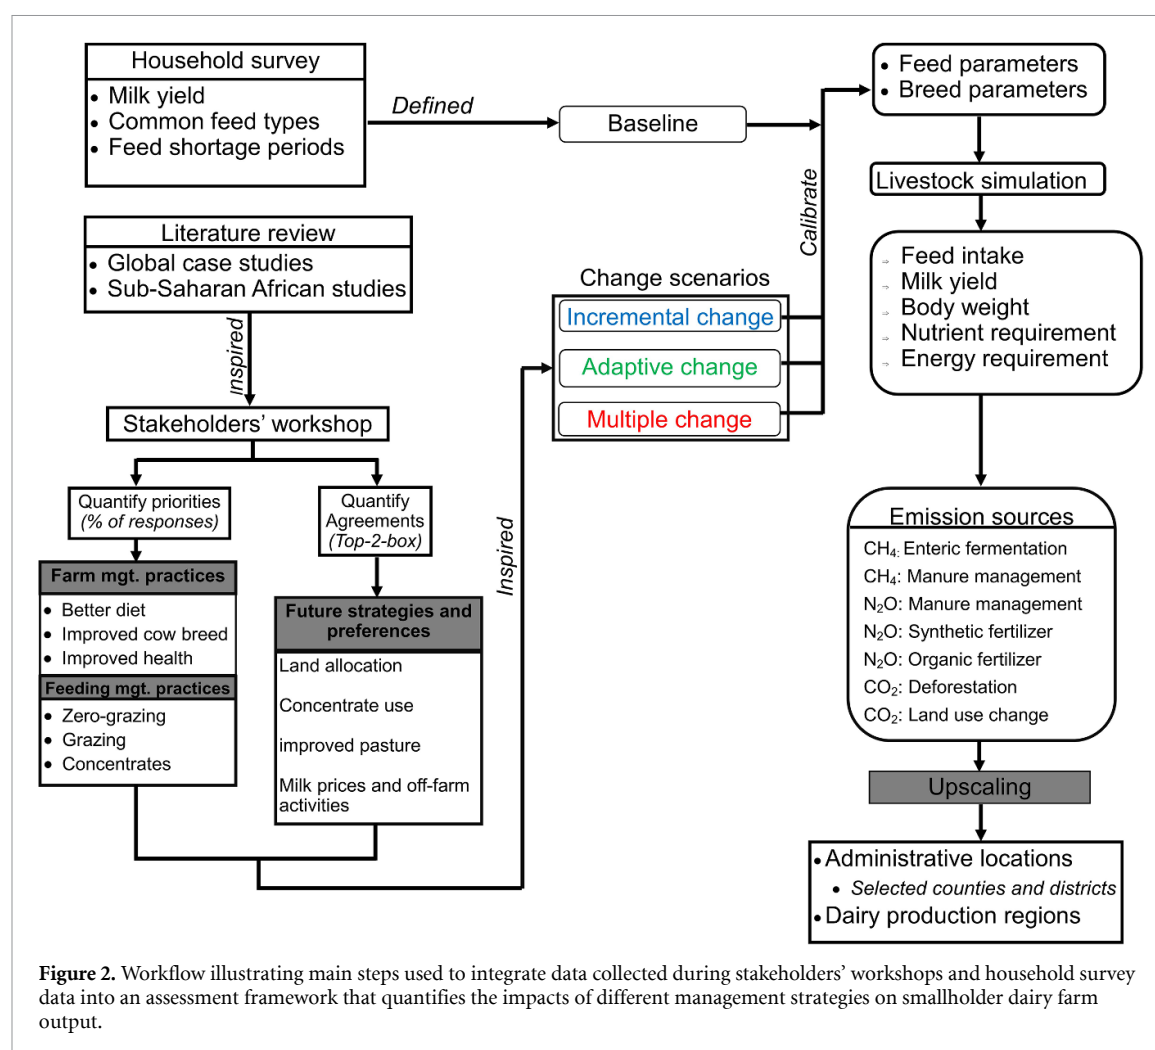 Household survey
• Milk yield
• Common feed types
• Feed shortage periods
Defined
Baseline
Literature review
• Global case studies
• Sub-Saharan African studies
Inspired
Stakeholders' workshop
Quantify priorities
(% of responses)
Quantify
Agreements
(Top-2-box)
Farm mgt. practices
• Better diet
• Improved cow breed
• Improved health
Feeding mgt. practices
• Zero-grazing
• Grazing
• Concentrates
Future strategies and
preferences
Land allocation
Concentrate use
improved pasture
Milk prices and off-farm
activities
Inspired
Change scenarios
Incremental change
Adaptive change
Multiple change
Calibrate
• Feed parameters
• Breed parameters
Livestock simulation
⇒ Feed intake
⇒ Milk yield
⇒ Body weight
⇒ Nutrient requirement
⇒ Energy requirement
Emission sources
CH₄: Enteric fermentation
CH₄: Manure management
N₂O: Manure management
N₂O: Synthetic fertilizer
N₂O: Organic fertilizer
CO₂: Deforestation
CO₂: Land use change
Upscaling
• Administrative locations
• Selected counties and districts
• Dairy production regions
Figure 2. Workflow illustrating main steps used to integrate data collected during stakeholders' workshops and household survey
data into an assessment framework that quantifies the impacts of different management strategies on smallholder dairy farm
output.